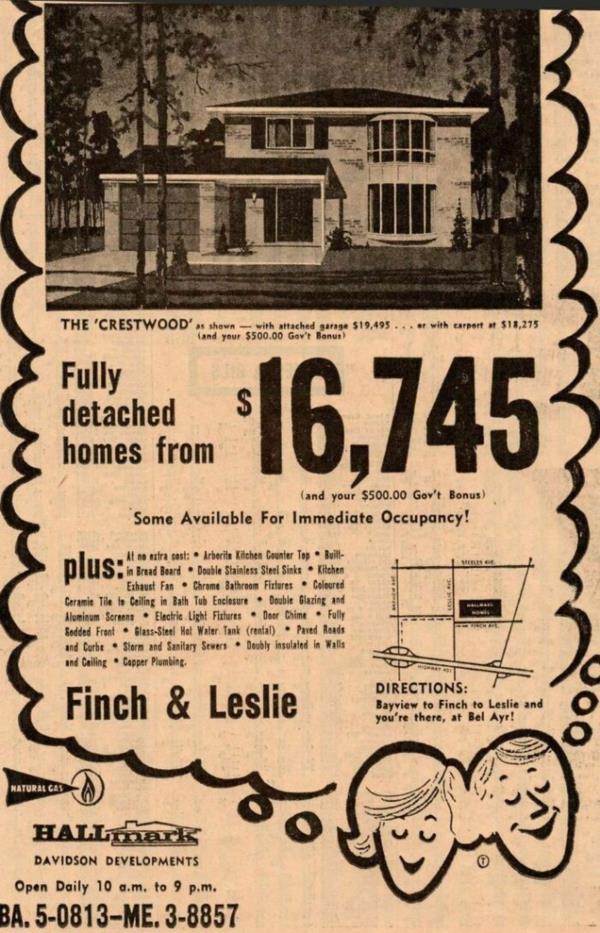 THE 'CRESTWOOD' as shown — with attached garage $19,495 . . . or with carport at $18,275
(and your $500.00 Gov't Bonus)
Fully
detached
homes from
$16,745
(and your $500.00 Gov't Bonus)
Some Available For Immediate Occupancy!
plus: At no extra cost: • Arborite Kitchen Counter Top • Built-
in Bread Board • Double Stainless Steel Sinks • Kitchen
Exhaust Fan • Chrome Bathroom Fixtures • Coloured
Ceramic Tile to Ceiling in Bath Tub Enclosure • Double Glazing and
Aluminum Screens • Electric Light Fixtures • Door Chime • Fully
Sodded Front • Glass-Steel Hot Water Tank (rental) • Paved Roads
and Curbs • Storm and Sanitary Sewers • Doubly insulated in Walls
and Ceiling • Copper Plumbing.
STEELES AVE.
BAYVIEW AVE.
LESLIE AVE.
HALLMARK
HOMES
FINCH AVE.
HIGHWAY 401
Finch & Leslie
DIRECTIONS:
Bayview to Finch to Leslie and
you're there, at Bel Ayr!
NATURAL GAS
HALLmark
DAVIDSON DEVELOPMENTS
Open Daily 10 a.m. to 9 p.m.
BA. 5-0813–ME. 3-8857
T